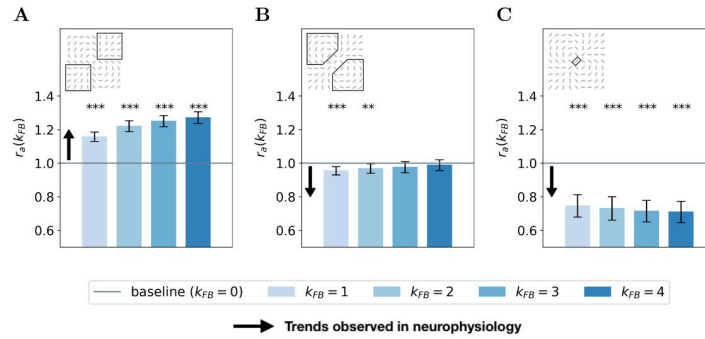 A
B
C
r_a(k_FB)
1.4
1.2
1.0
0.8
0.6
*** *** *** ***
r_a(k_FB)
1.4
1.2
1.0
0.8
0.6
*** **
r_a(k_FB)
1.4
1.2
1.0
0.8
0.6
*** *** *** ***
baseline (k_FB = 0) k_FB = 1 k_FB = 2 k_FB = 3 k_FB = 4
Trends observed in neurophysiology